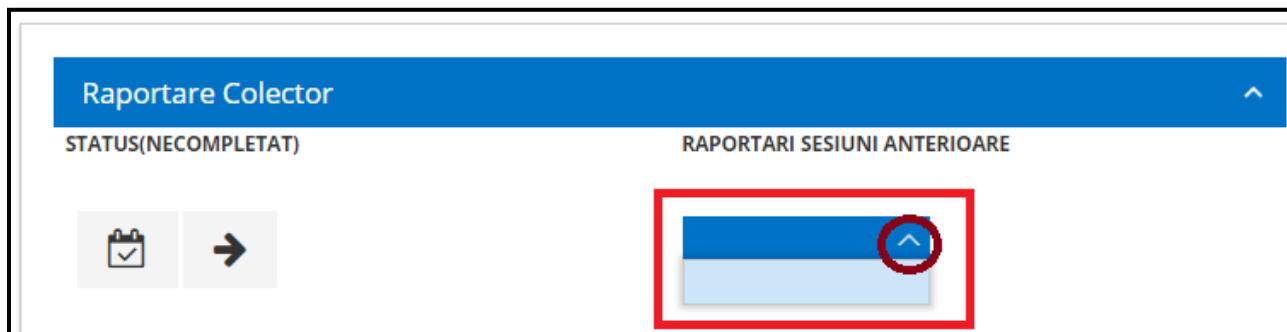 Raportare Colector
STATUS(NECOMPLETAT)
RAPORTARI SESIUNI ANTERIOARE